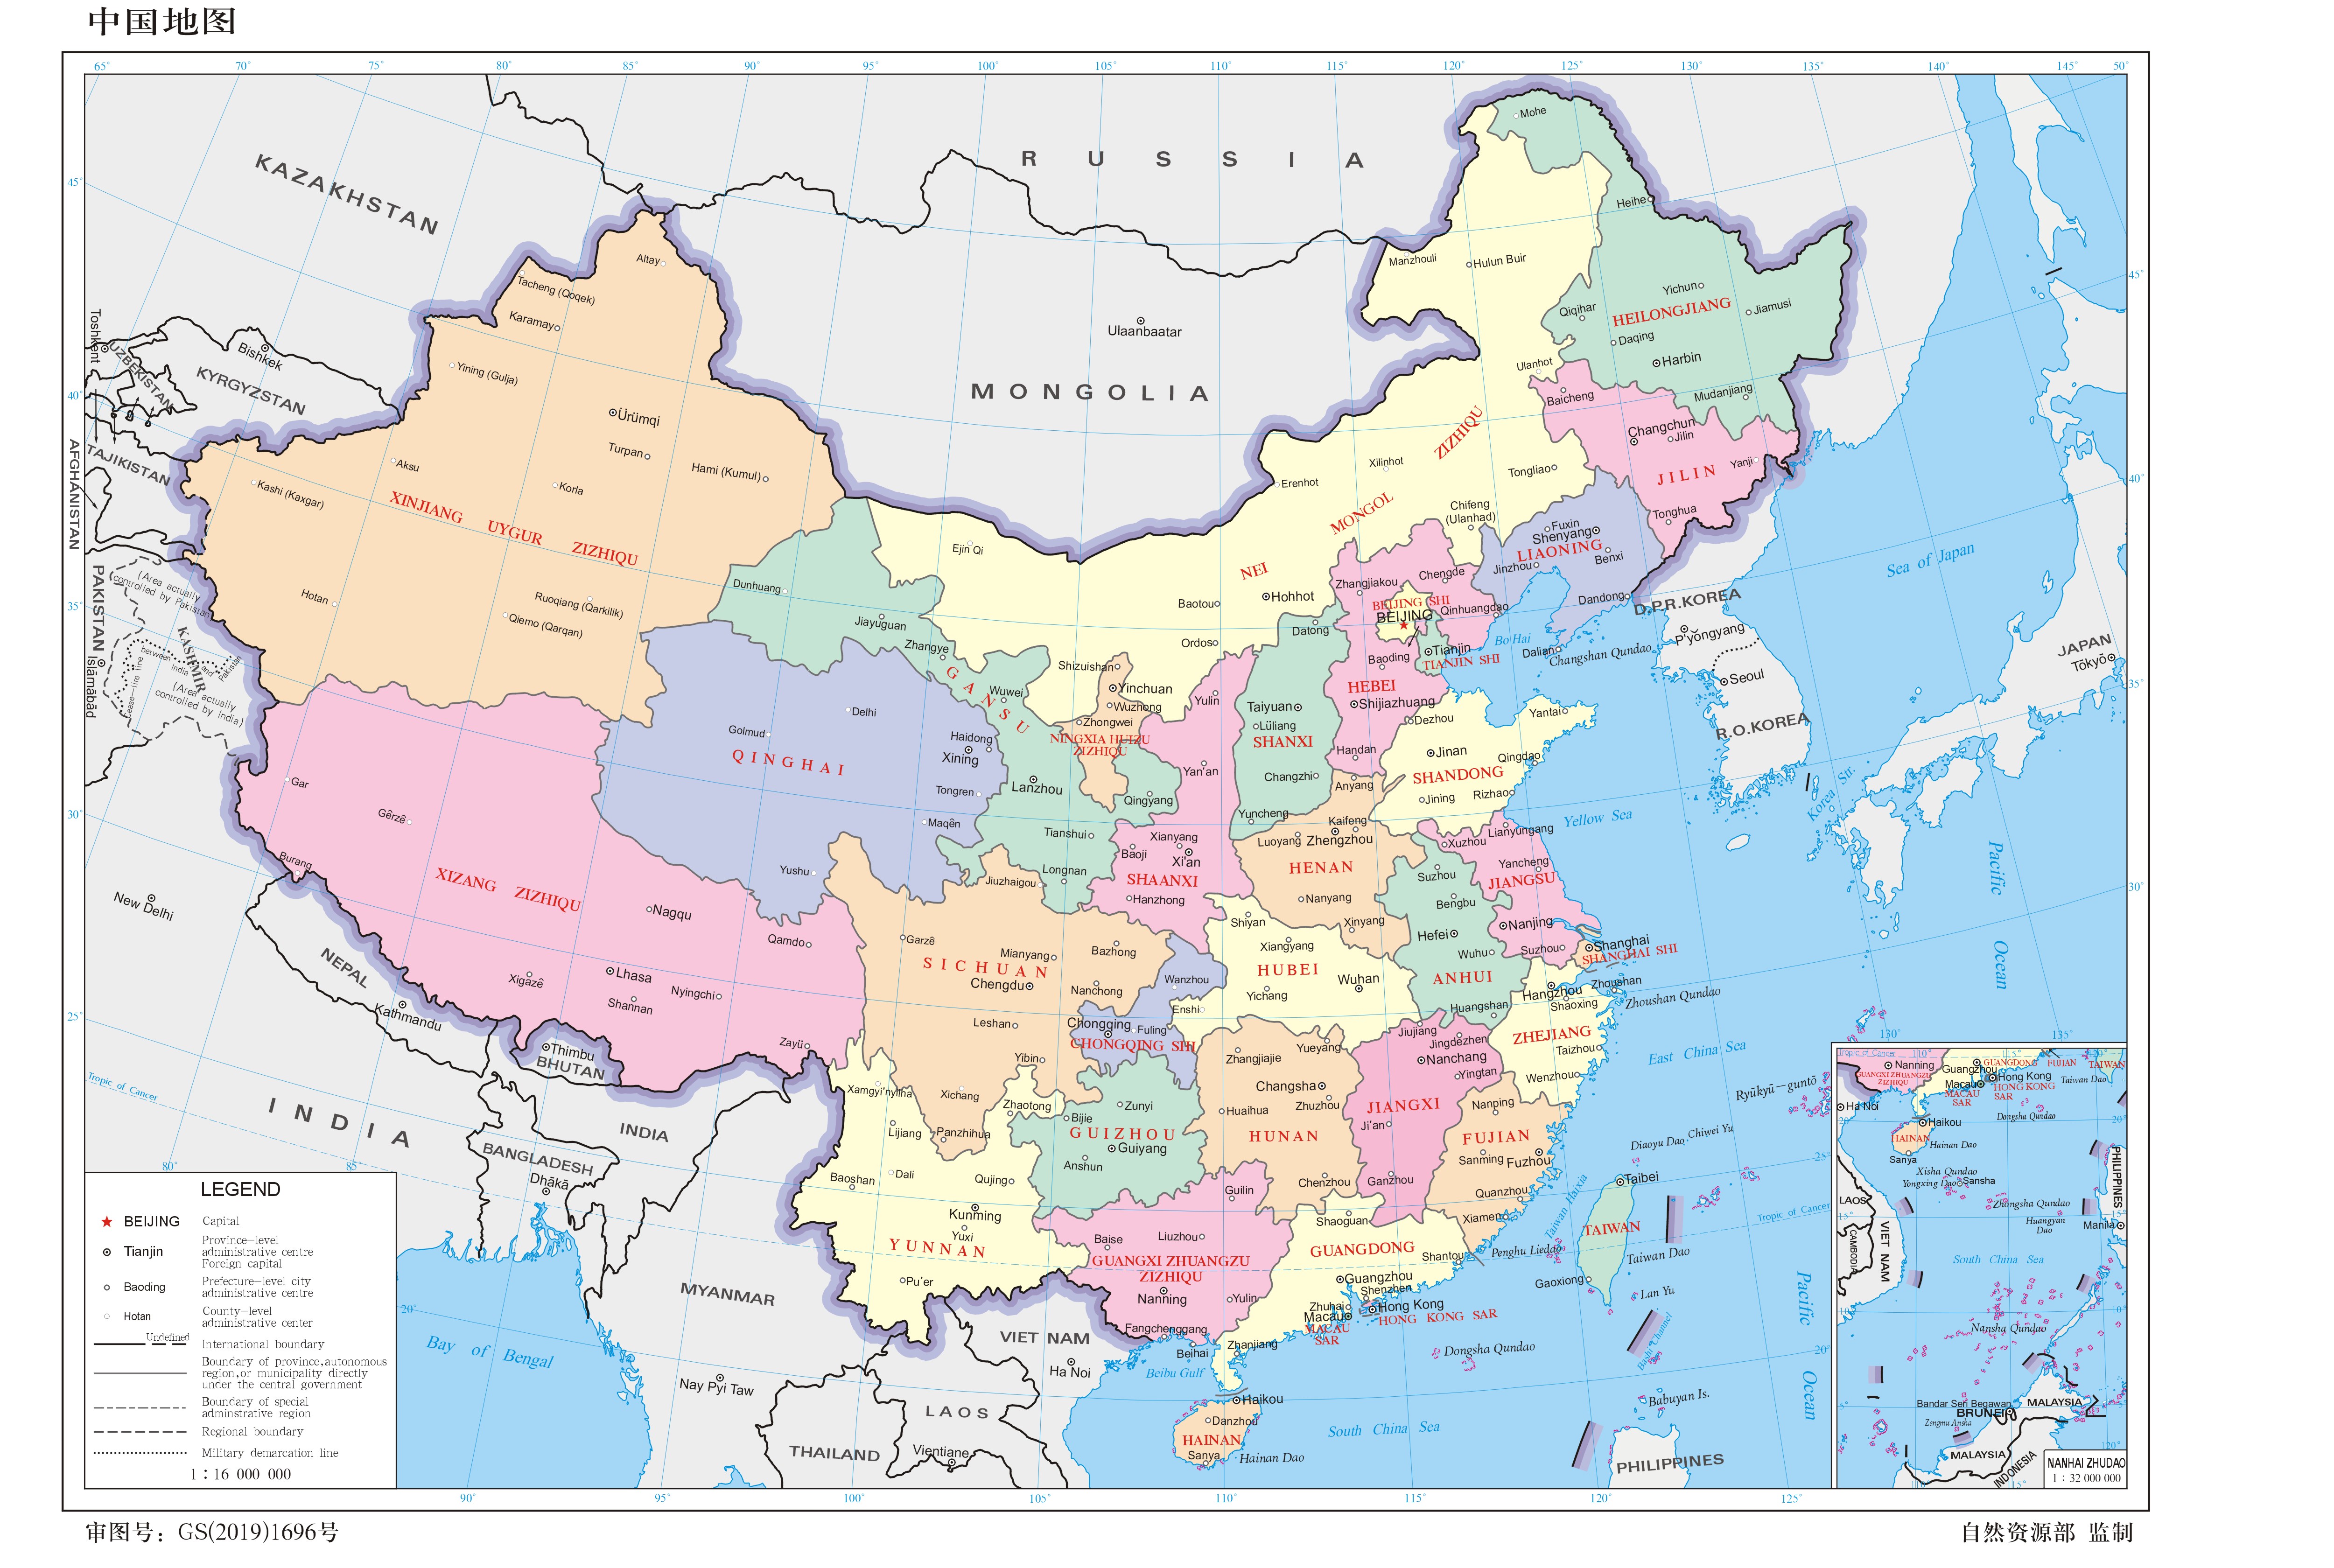 中国地图
65°
70°
75°
80°
85°
90°
95°
100°
105°
110°
115°
120°
125°
130°
135°
140°
145°
50°
45°
40°
35°
30°
25°
45°
40°
35°
30°
25°
20°
RUSSIA
KAZAKHSTAN
MONGOLIA
Ulaanbaatar
Mohe
Heihe
Manzhouli
Hulun Buir
Yichun
Qiqihar
HEILONGJIANG
Jiamusi
Daqing
Harbin
Mudanjiang
Ulanhot
Baicheng
Changchun
Jilin
JILIN
Yanji
Tonghua
Altay
Tacheng (Qoqek)
Karamay
Yining (Gulja)
Ürümqi
Turpan
Hami (Kumul)
Aksu
Korla
Kashi (Kaxgar)
XINJIANG UYGUR ZIZHIQU
Hotan
Ruoqiang (Qarkilik)
Qiemo (Qarqan)
Toshkent
UZBEKISTAN
Bishkek
KYRGYZSTAN
TAJIKISTAN
AFGHANISTAN
PAKISTAN
Islāmābād
(Area actually
controlled by Pakistan)
KASHMIR
Cease-line line
between India and Pakistan
(Area actually
controlled by India)
Xilinhot
Erenhot
Tongliao
Chifeng
(Ulanhad)
NEI MONGOL ZIZHIQU
Ejin Qi
Hohhot
Baotou
Ordos
Fuxin
Shenyang
LIAONING
Benxi
Jinzhou
Dandong
Dalian
Changshan Qundao
Bo Hai
D.P.R.KOREA
P'yŏngyang
Seoul
R.O.KOREA
Sea of Japan
JAPAN
Tōkyō
Korea Str.
Zhangjiakou
Chengde
BEIJING SHI
BEIJING
Qinhuangdao
Tianjin
TIANJIN SHI
Baoding
HEBEI
Shijiazhuang
Handan
Datong
Taiyuan
Lüliang
SHANXI
Changzhi
Yuncheng
Dezhou
Yantai
Jinan
Qingdao
SHANDONG
Jining
Rizhao
Yellow Sea
Dunhuang
Jiayuguan
Zhangye
GANSU
Wuwei
Lanzhou
Qingyang
Tianshui
Longnan
Shizuishan
Yinchuan
Wuzhong
Zhongwei
NINGXIA HUIZU
ZIZHIQU
Yulin
Yan'an
Xianyang
Baoji
Xi'an
SHAANXI
Hanzhong
Delhi
Golmud
QINGHAI
Haidong
Xining
Tongren
Maqên
Yushu
Anyang
Kaifeng
Luoyang
Zhengzhou
HENAN
Nanyang
Xinyang
Lianyungang
Xuzhou
Yancheng
JIANGSU
Nanjing
Suzhou
Suzhou
Bengbu
Hefei
Wuhu
ANHUI
Huangshan
Shanghai
SHANGHAI SHI
Gar
Gêrzê
Burang
XIZANG ZIZHIQU
Nagqu
Qamdo
Xigazê
Lhasa
Shannan
Nyingchi
Zayü
New Delhi
NEPAL
Kathmandu
Thimbu
BHUTAN
INDIA
INDIA
BANGLADESH
Dhākā
Tropic of Cancer
Jiuzhaigou
Garzê
Mianyang
Bazhong
SICHUAN
Chengdu
Nanchong
Leshan
Yibin
Xichang
Panzhihua
Wanzhou
Chongqing
Fuling
CHONGQING SHI
Shiyan
Xiangyang
HUBEI
Wuhan
Yichang
Enshi
Hangzhou
Zhoushan
Zhoushan Qundao
Shaoxing
ZHEJIANG
Taizhou
Wenzhou
East China Sea
Zhangjiajie
Yueyang
Changsha
Huaihua
Zhuzhou
HUNAN
Chenzhou
Jiujiang
Jingdezhen
Nanchang
Yingtan
JIANGXI
Ji'an
Ganzhou
Nanping
FUJIAN
Sanming
Fuzhou
Quanzhou
Xiamen
Xamgyi'nyilha
Lijiang
Zhaotong
Baoshan
Dali
Qujing
Kunming
Yuxi
YUNNAN
Pu'er
Zunyi
Bijie
GUIZHOU
Guiyang
Anshun
Guilin
Liuzhou
Baise
GUANGXI ZHUANGZU
ZIZHIQU
Nanning
Yulin
Fangchenggang
Beihai
Beibu Gulf
Shaoguan
GUANGDONG
Shantou
Guangzhou
Shenzhen
Zhuhai
Macau
MACAU
SAR
Hong Kong
HONG KONG SAR
Zhanjiang
Haikou
Danzhou
HAINAN
Sanya
Hainan Dao
Taibei
TAIWAN
Taiwan Haixia
Penghu Liedao
Taiwan Dao
Gaoxiong
Lan Yu
Diaoyu Dao
Chiwei Yu
Ryūkyū-guntō
Dongsha Qundao
Bashi Channel
Babuyan Is.
PHILIPPINES
South China Sea
Pacific Ocean
Pacific Ocean
Tropic of Cancer
130°
135°
MYANMAR
Nay Pyi Taw
VIET NAM
Ha Noi
LAOS
THAILAND
Vientiane
Bay of Bengal
80°
85°
20°
LEGEND
BEIJING Capital
Tianjin Province-level
administrative centre
Foreign capital
Baoding Prefecture-level city
administrative centre
Hotan County-level
administrative center
Undefined
International boundary
Boundary of province,autonomous
region,or municipality directly
under the central government
Boundary of special
adminstrative region
Regional boundary
Military demarcation line
1:16 000 000
Tropic of Cancer
Nanning
GUANGXI ZHUANGZU
ZIZHIQU
GUANGDONG
FUJIAN
TAIWAN
Guangzhou
Hong Kong
Macau
HONG KONG
SAR
MACAU
SAR
Taiwan Dao
Ha Noi
Haikou
HAINAN
Hainan Dao
Sanya
Dongsha Qundao
Xisha Qundao
Yongxing Dao
Sansha
Zhongsha Qundao
Huangyan
Dao
LAOS
VIET NAM
CAMBODIA
PHILIPPINES
Manila
South China Sea
Nansha Qundao
Bandar Seri Begawan
BRUNEI
MALAYSIA
Zengmu Ansha
MALAYSIA
INDONESIA
NANHAI ZHUDAO
1:32 000 000
90°
95°
100°
105°
110°
115°
120°
125°
审图号：GS(2019)1696号
自然资源部 监制